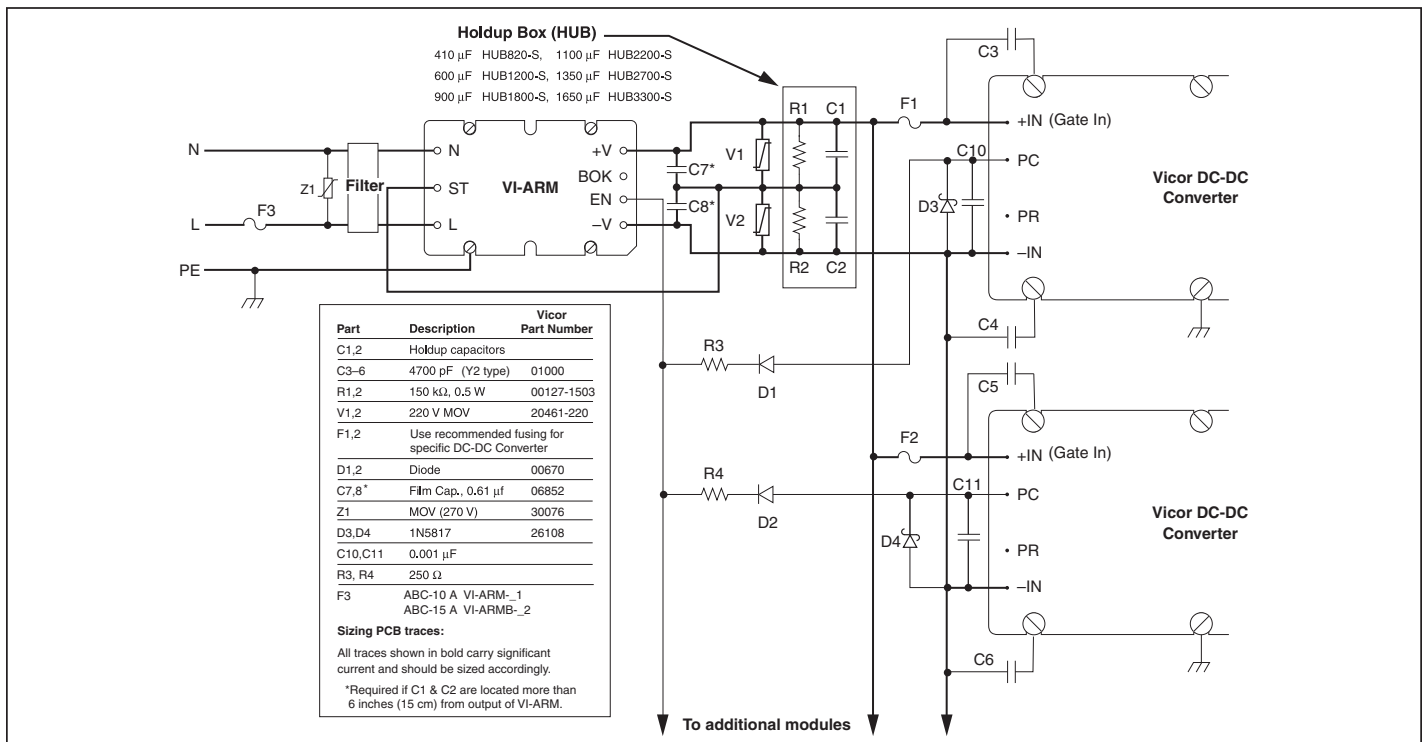 Holdup Box (HUB)
410 µF HUB820-S, 1100 µF HUB2200-S
600 µF HUB1200-S, 1350 µF HUB2700-S
900 µF HUB1800-S, 1650 µF HUB3300-S
N
L
PE
F3
Z1
Filter
N
ST
L
VI-ARM
+V
BOK
EN
–V
C7*
C8*
V1
V2
R1
C1
R2
C2
F1
C3
+IN (Gate In)
C10
PC
D3
PR
–IN
Vicor DC-DC
Converter
C4
R3
D1
C5
F2
+IN (Gate In)
R4
D2
C11
PC
D4
PR
–IN
Vicor DC-DC
Converter
C6
To additional modules
Part Description Vicor Part Number
C1,2 Holdup capacitors
C3–6 4700 pF (Y2 type) 01000
R1,2 150 kΩ, 0.5 W 00127-1503
V1,2 220 V MOV 20461-220
F1,2 Use recommended fusing for
specific DC-DC Converter
D1,2 Diode 00670
C7,8* Film Cap., 0.61 µf 06852
Z1 MOV (270 V) 30076
D3,D4 1N5817 26108
C10,C11 0.001 µF
R3, R4 250 Ω
F3 ABC-10 A VI-ARM-_1
ABC-15 A VI-ARMB-_2
Sizing PCB traces:
All traces shown in bold carry significant
current and should be sized accordingly.
*Required if C1 & C2 are located more than
6 inches (15 cm) from output of VI-ARM.